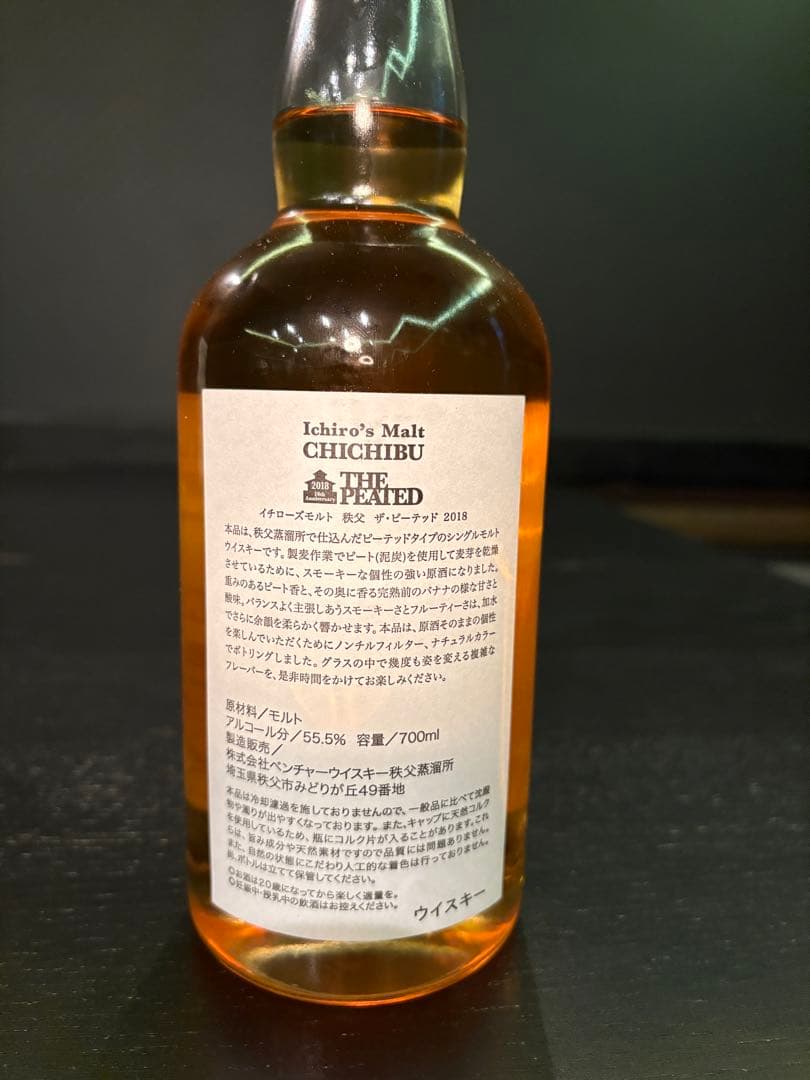 Ichiro's Malt
CHICHIBU
2018
10th
Anniversary
THE
PEATED
イチローズモルト 秩父 ザ・ピーテッド 2018
本品は、秩父蒸溜所で仕込んだピーテッドタイプのシングルモルト
ウイスキーです。製麦作業でピート(泥炭)を使用して麦芽を乾燥
させているために、スモーキーな個性の強い原酒になりました。
重みのあるピート香と、その奥に香る完熟前のバナナの様な甘さと
酸味。バランスよく主張しあうスモーキーさとフルーティーさは、加水
でさらに余韻を柔らかく響かせます。本品は、原酒そのままの個性
を楽しんでいただくためにノンチルフィルター、ナチュラルカラー
でボトリングしました。グラスの中で幾度も姿を変える複雑な
フレーバーを、是非時間をかけてお楽しみください。
原材料/モルト
アルコール分/55.5% 容量/700ml
製造販売/
株式会社ベンチャーウイスキー秩父蒸溜所
埼玉県秩父市みどりが丘49番地
本品は冷却濾過を施しておりませんので、一般品に比べて沈殿
物や濁りが出やすくなっております。また、キャップに天然コルク
を使用しているため、瓶にコルク片が入ることがあります。これ
らは、旨み成分や天然素材ですので品質には問題ありません。
また、自然の状態にこだわり人工的な着色は行っておりません。
尚、ボトルは立てて保管してください。
◎お酒は20歳になってから楽しく適量を。
◎妊娠中・授乳中の飲酒はお控えください。
ウイスキー